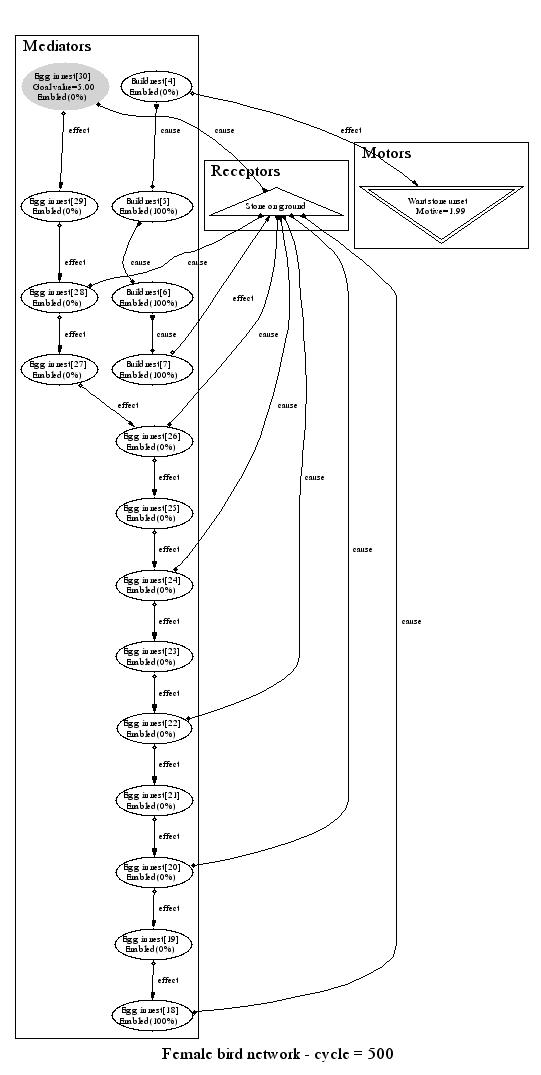 Mediators
Egg in nest[30]
Goal value=5.00
Enabled(0%)
Build nest[4]
Enabled(0%)
effect
cause
cause
effect
Motors
Receptors
Want stone unset
Motive=1.99
Stone on ground
Egg in nest[29]
Enabled(0%)
Build nest[5]
Enabled(100%)
effect
cause
cause
Egg in nest[28]
Enabled(0%)
Build nest[6]
Enabled(100%)
effect
effect
cause
cause
Egg in nest[27]
Enabled(0%)
Build nest[7]
Enabled(100%)
effect
cause
Egg in nest[26]
Enabled(0%)
effect
cause
Egg in nest[25]
Enabled(0%)
effect
cause
Egg in nest[24]
Enabled(0%)
effect
cause
Egg in nest[23]
Enabled(0%)
effect
Egg in nest[22]
Enabled(0%)
effect
Egg in nest[21]
Enabled(0%)
effect
Egg in nest[20]
Enabled(0%)
effect
Egg in nest[19]
Enabled(0%)
effect
Egg in nest[18]
Enabled(100%)
Female bird network - cycle = 500